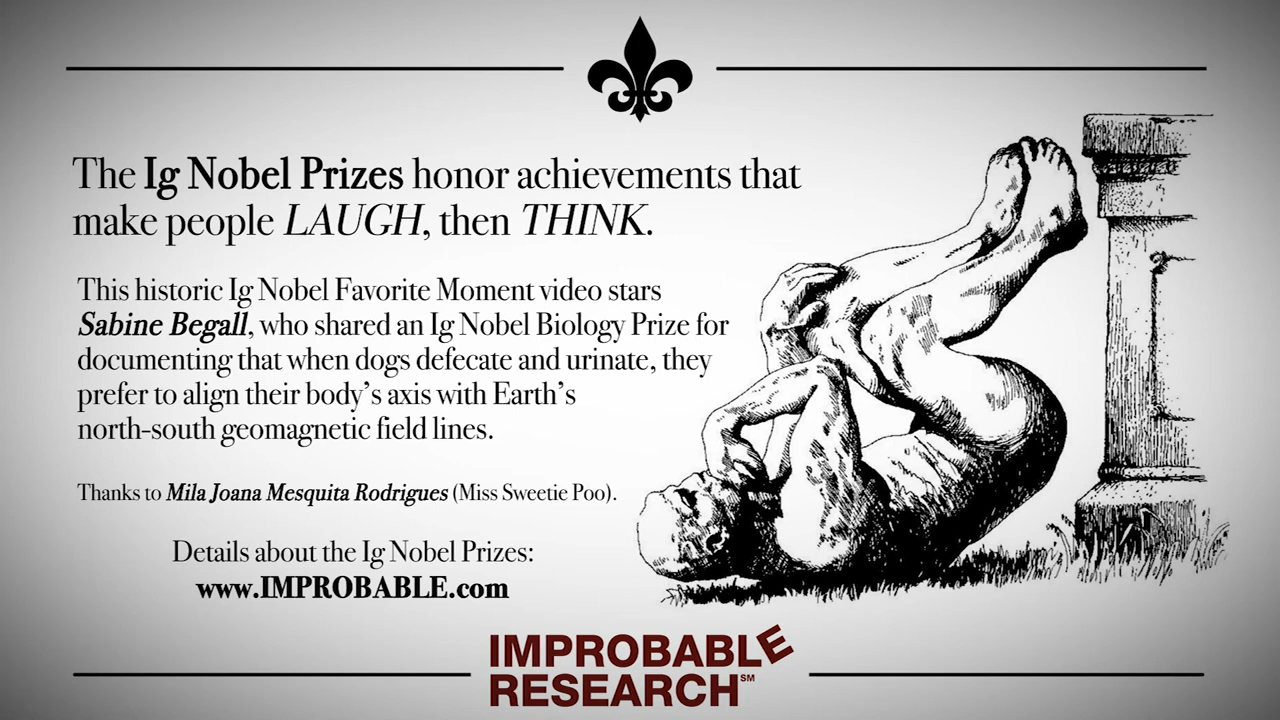 The Ig Nobel Prizes honor achievements that
make people LAUGH, then THINK.
This historic Ig Nobel Favorite Moment video stars
Sabine Begall, who shared an Ig Nobel Biology Prize for
documenting that when dogs defecate and urinate, they
prefer to align their body’s axis with Earth’s
north-south geomagnetic field lines.
Thanks to Mila Joana Mesquita Rodrigues (Miss Sweetie Poo).
Details about the Ig Nobel Prizes:
www.IMPROBABLE.com
IMPROBABLE
RESEARCH℠